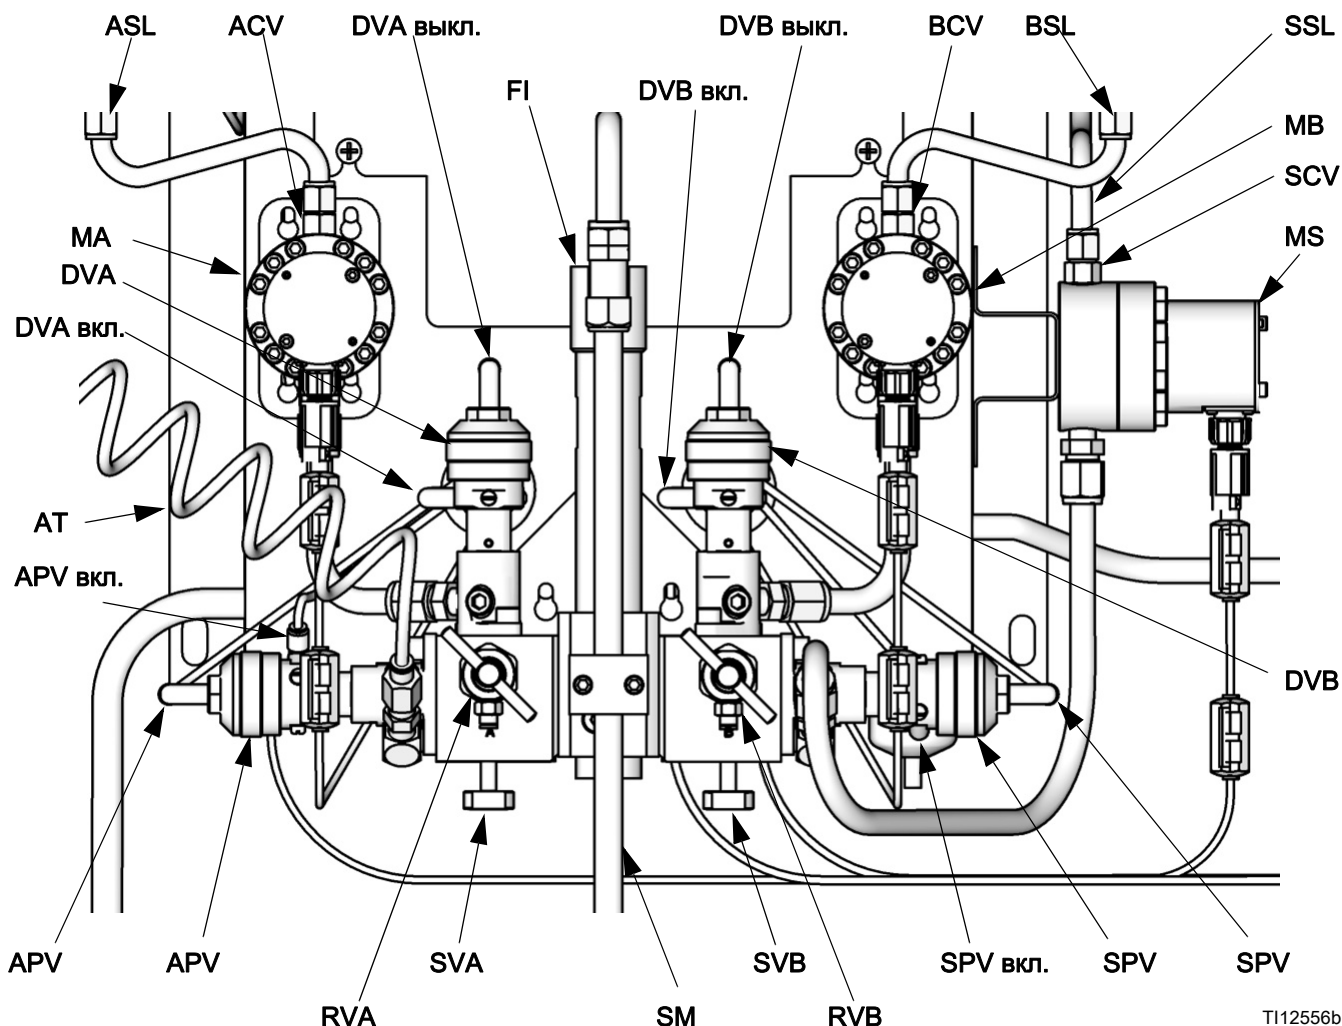 ASL ACV DVA выкл. DVB выкл. BCV BSL SSL
FI DVB вкл.
MB
SCV
MA MS
DVA
DVA вкл.
AT
APV вкл.
DVB
A B
APV APV SVA SVB SPV вкл. SPV SPV
RVA SM RVB
TI12556b